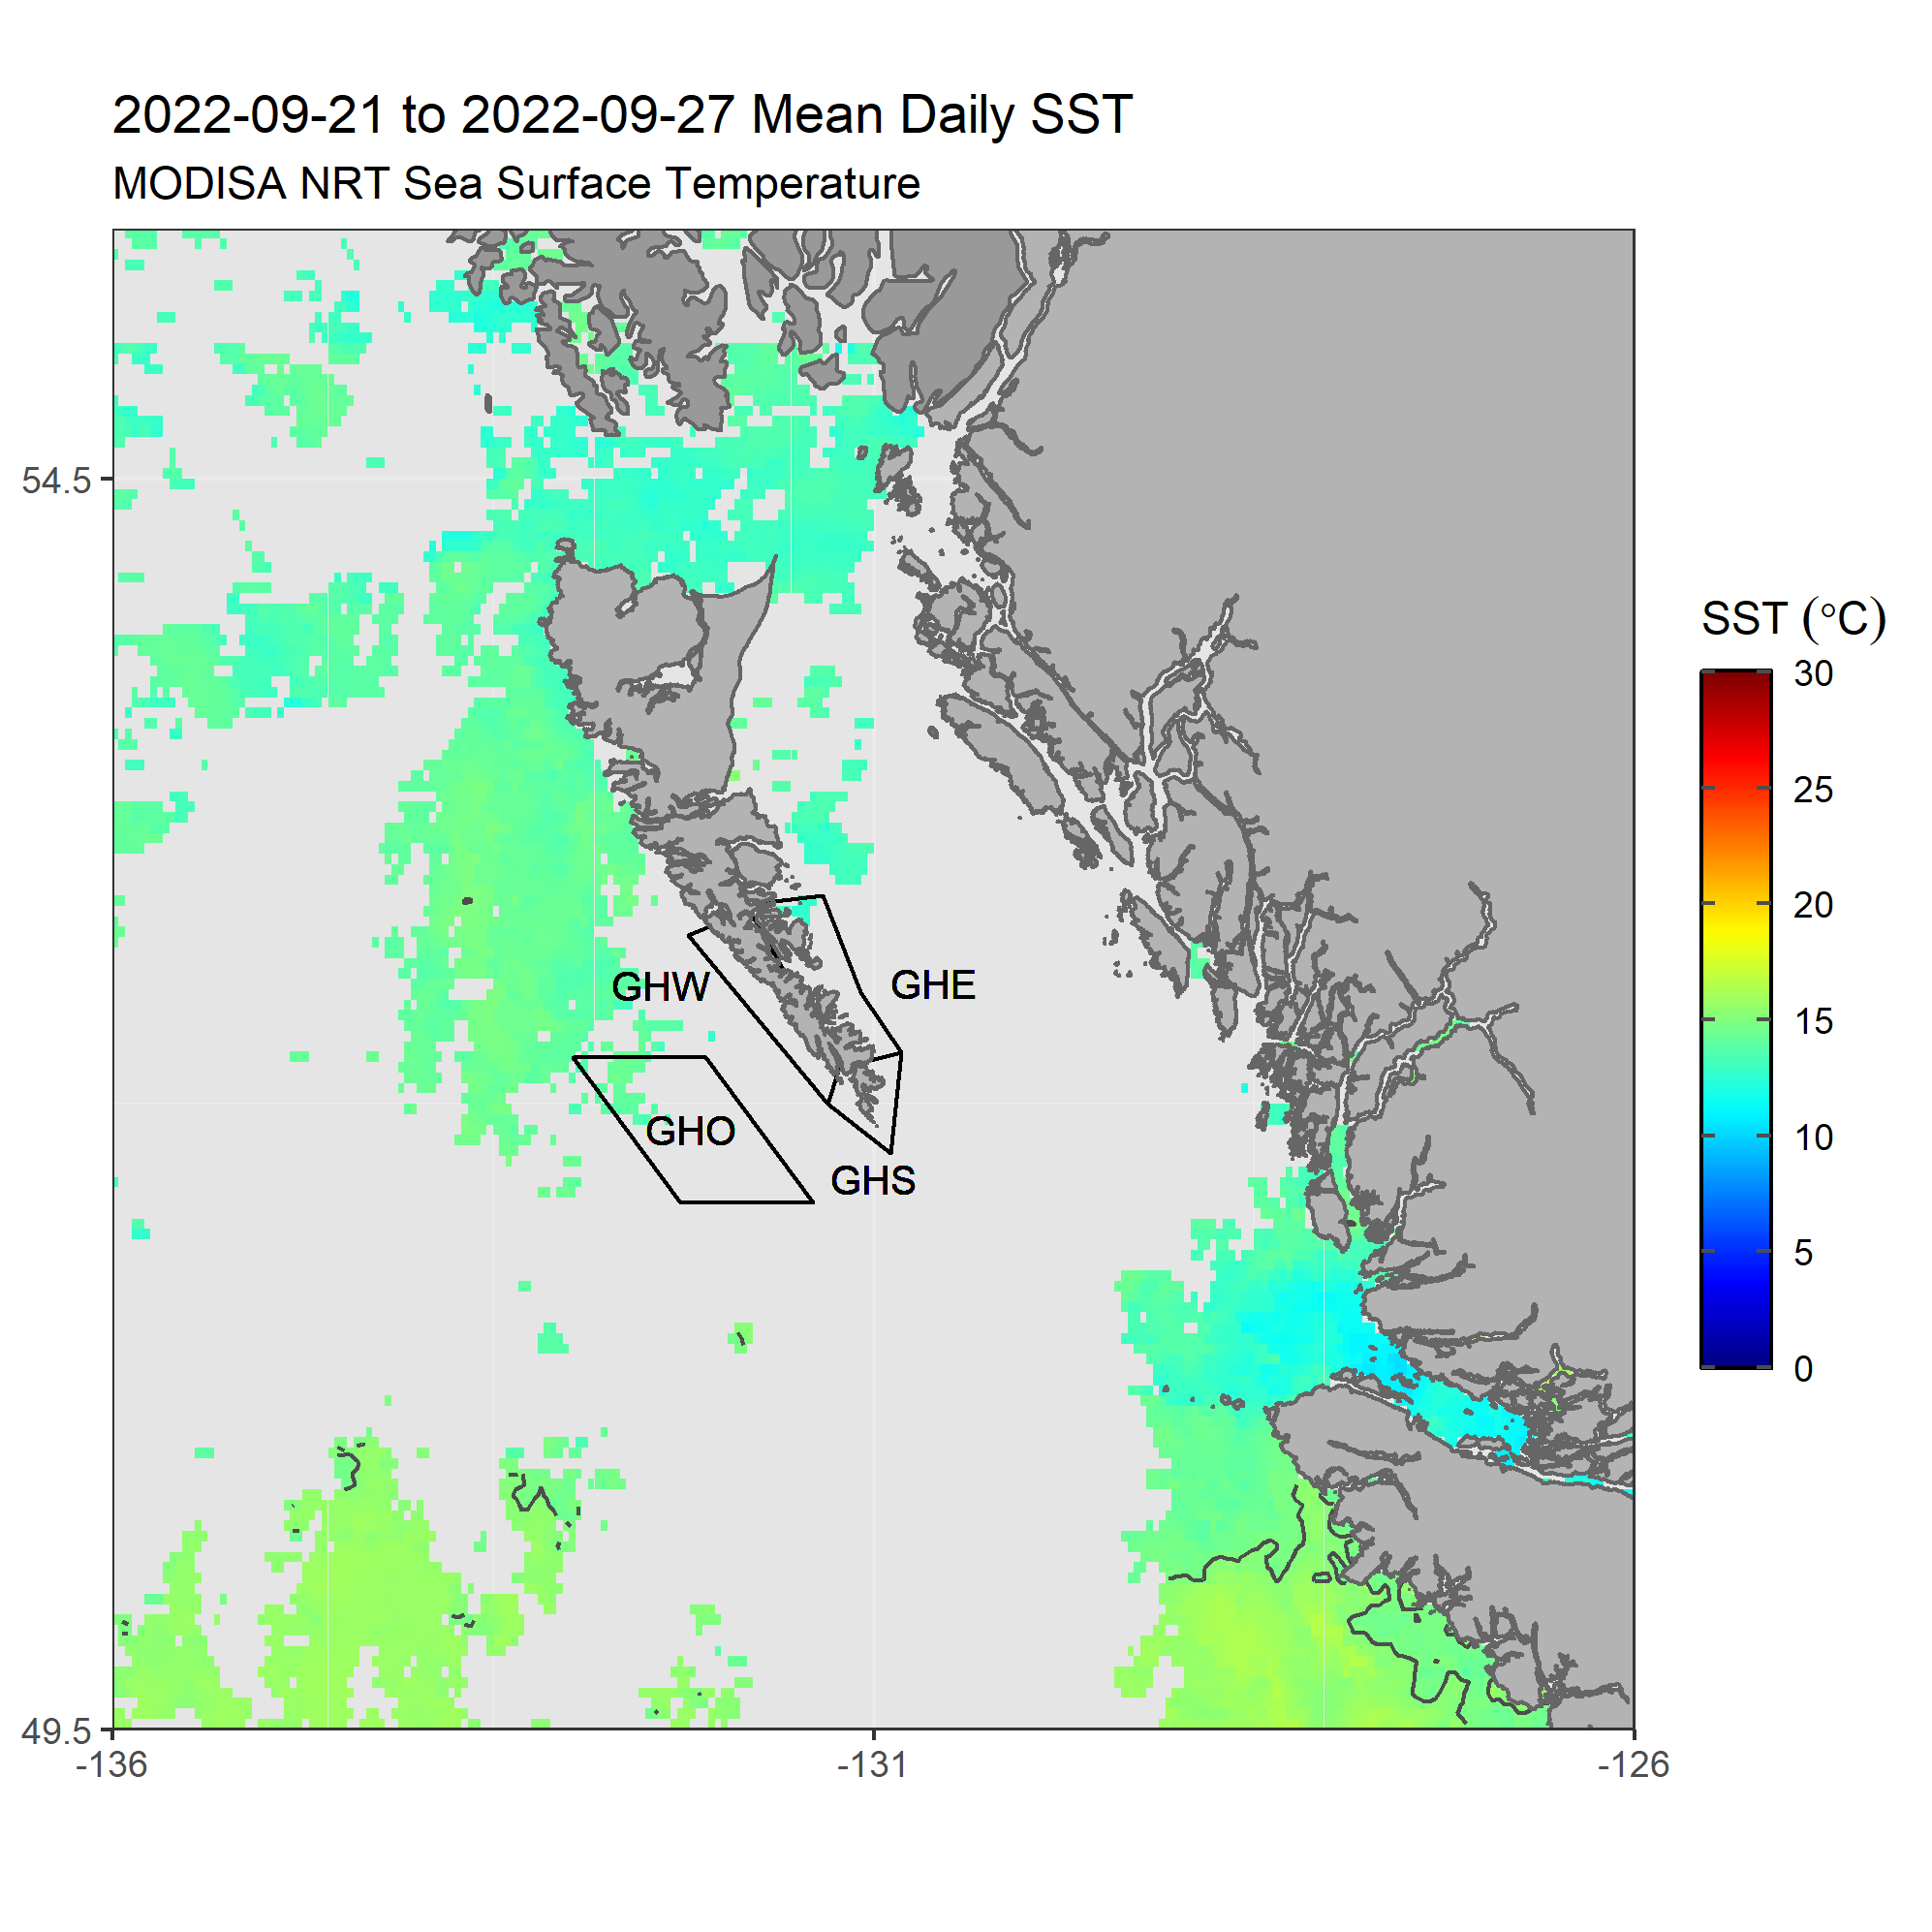 2022-09-21 to 2022-09-27 Mean Daily SST
MODISA NRT Sea Surface Temperature
54.5
49.5
-136
-131
-126
GHW
GHE
GHO
GHS
SST (°C)
30
25
20
15
10
5
0